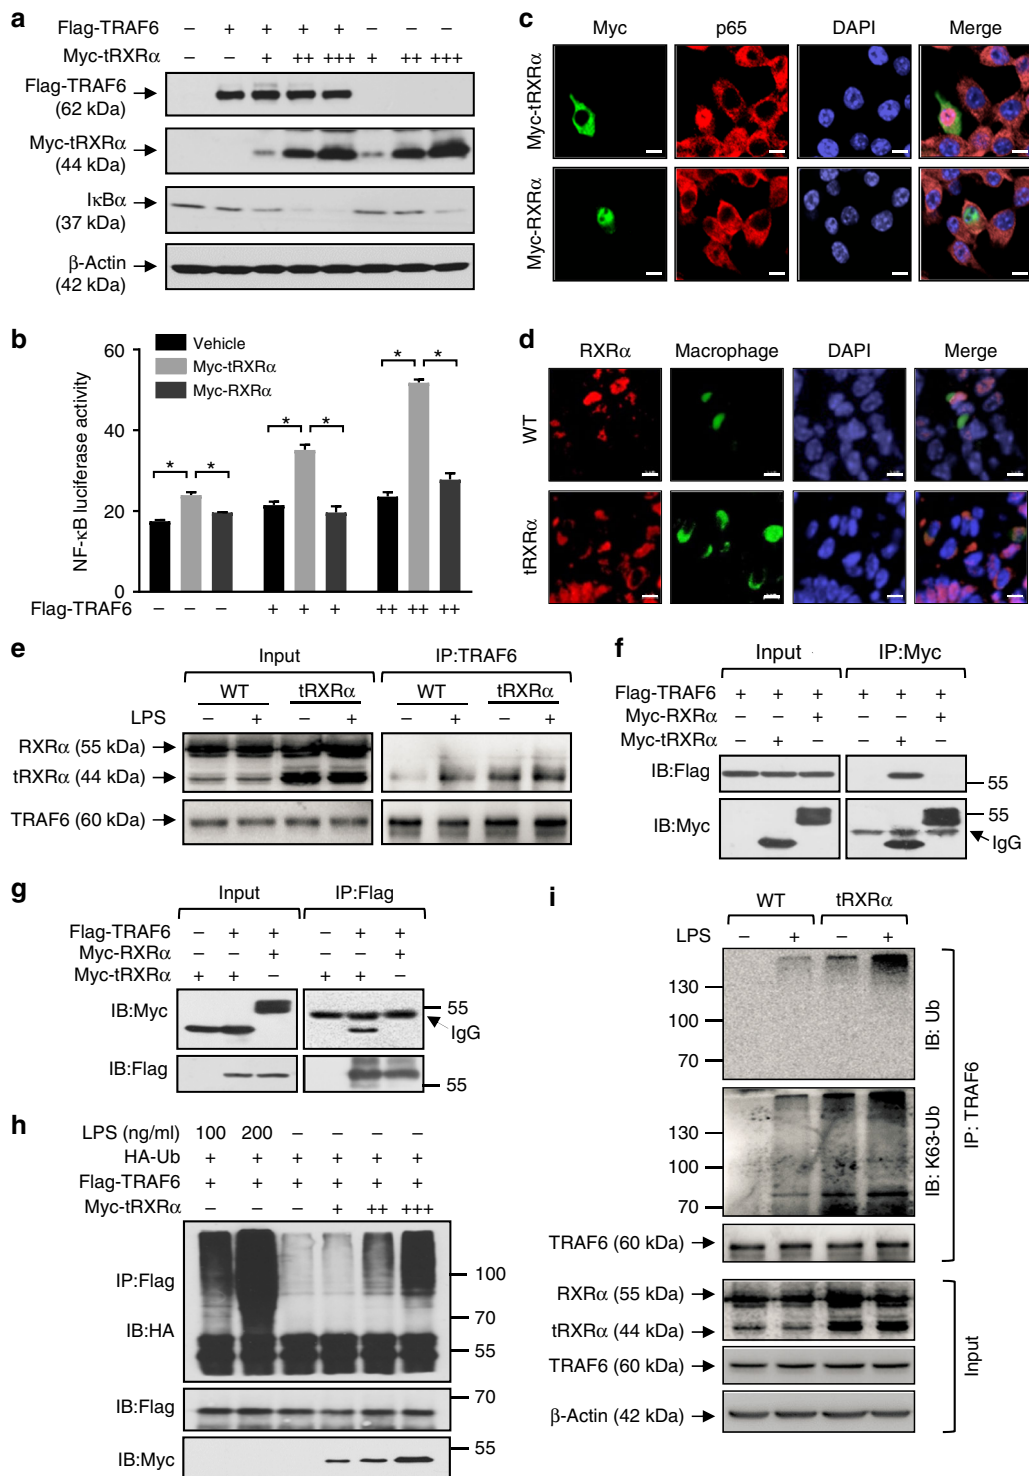 a
Flag-TRAF6 − + + + + − − −
Myc-tRXRα − − + ++ +++ + ++ +++
Flag-TRAF6
(62 kDa)
Myc-tRXRα
(44 kDa)
IκBα
(37 kDa)
β-Actin
(42 kDa)
b
NF-κB luciferase activity
60
40
20
0
Vehicle
Myc-tRXRα
Myc-RXRα
* * * * * *
Flag-TRAF6 − − − + + + ++ ++ ++
c
Myc p65 DAPI Merge
Myc-tRXRα
Myc-RXRα
d
RXRα Macrophage DAPI Merge
WT
tRXRα
e
Input IP:TRAF6
WT tRXRα WT tRXRα
LPS − + − + − + − +
RXRα (55 kDa)
tRXRα (44 kDa)
TRAF6 (60 kDa)
f
Input IP:Myc
Flag-TRAF6 + + + + + +
Myc-RXRα − − + − − +
Myc-tRXRα − + − − + −
IB:Flag
55
IB:Myc
55
IgG
g
Input IP:Flag
Flag-TRAF6 − + + − + +
Myc-RXRα − − + − − +
Myc-tRXRα + + − + + −
IB:Myc
55
IgG
IB:Flag
55
h
LPS (ng/ml) 100 200 − − − −
HA-Ub + + + + + +
Flag-TRAF6 + + + + + +
Myc-tRXRα − − − + ++ +++
IP:Flag
IB:HA
100
70
55
IB:Flag
70
IB:Myc
55
i
WT tRXRα
LPS − + − +
130
100
70
IB: Ub
130
100
70
IB: K63-Ub
TRAF6 (60 kDa)
IP: TRAF6
RXRα (55 kDa)
tRXRα (44 kDa)
TRAF6 (60 kDa)
β-Actin (42 kDa)
Input